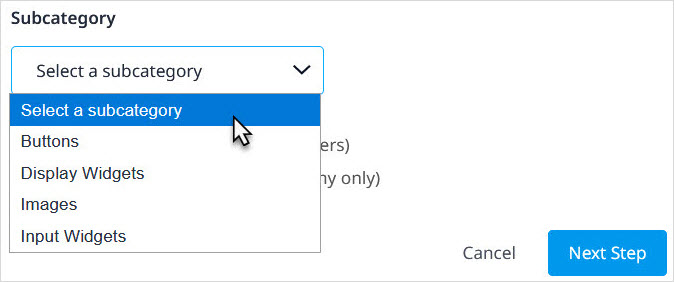 Subcategory
Select a subcategory
Select a subcategory
Buttons
ers)
Display Widgets
ny only)
Images
Input Widgets
Cancel
Next Step